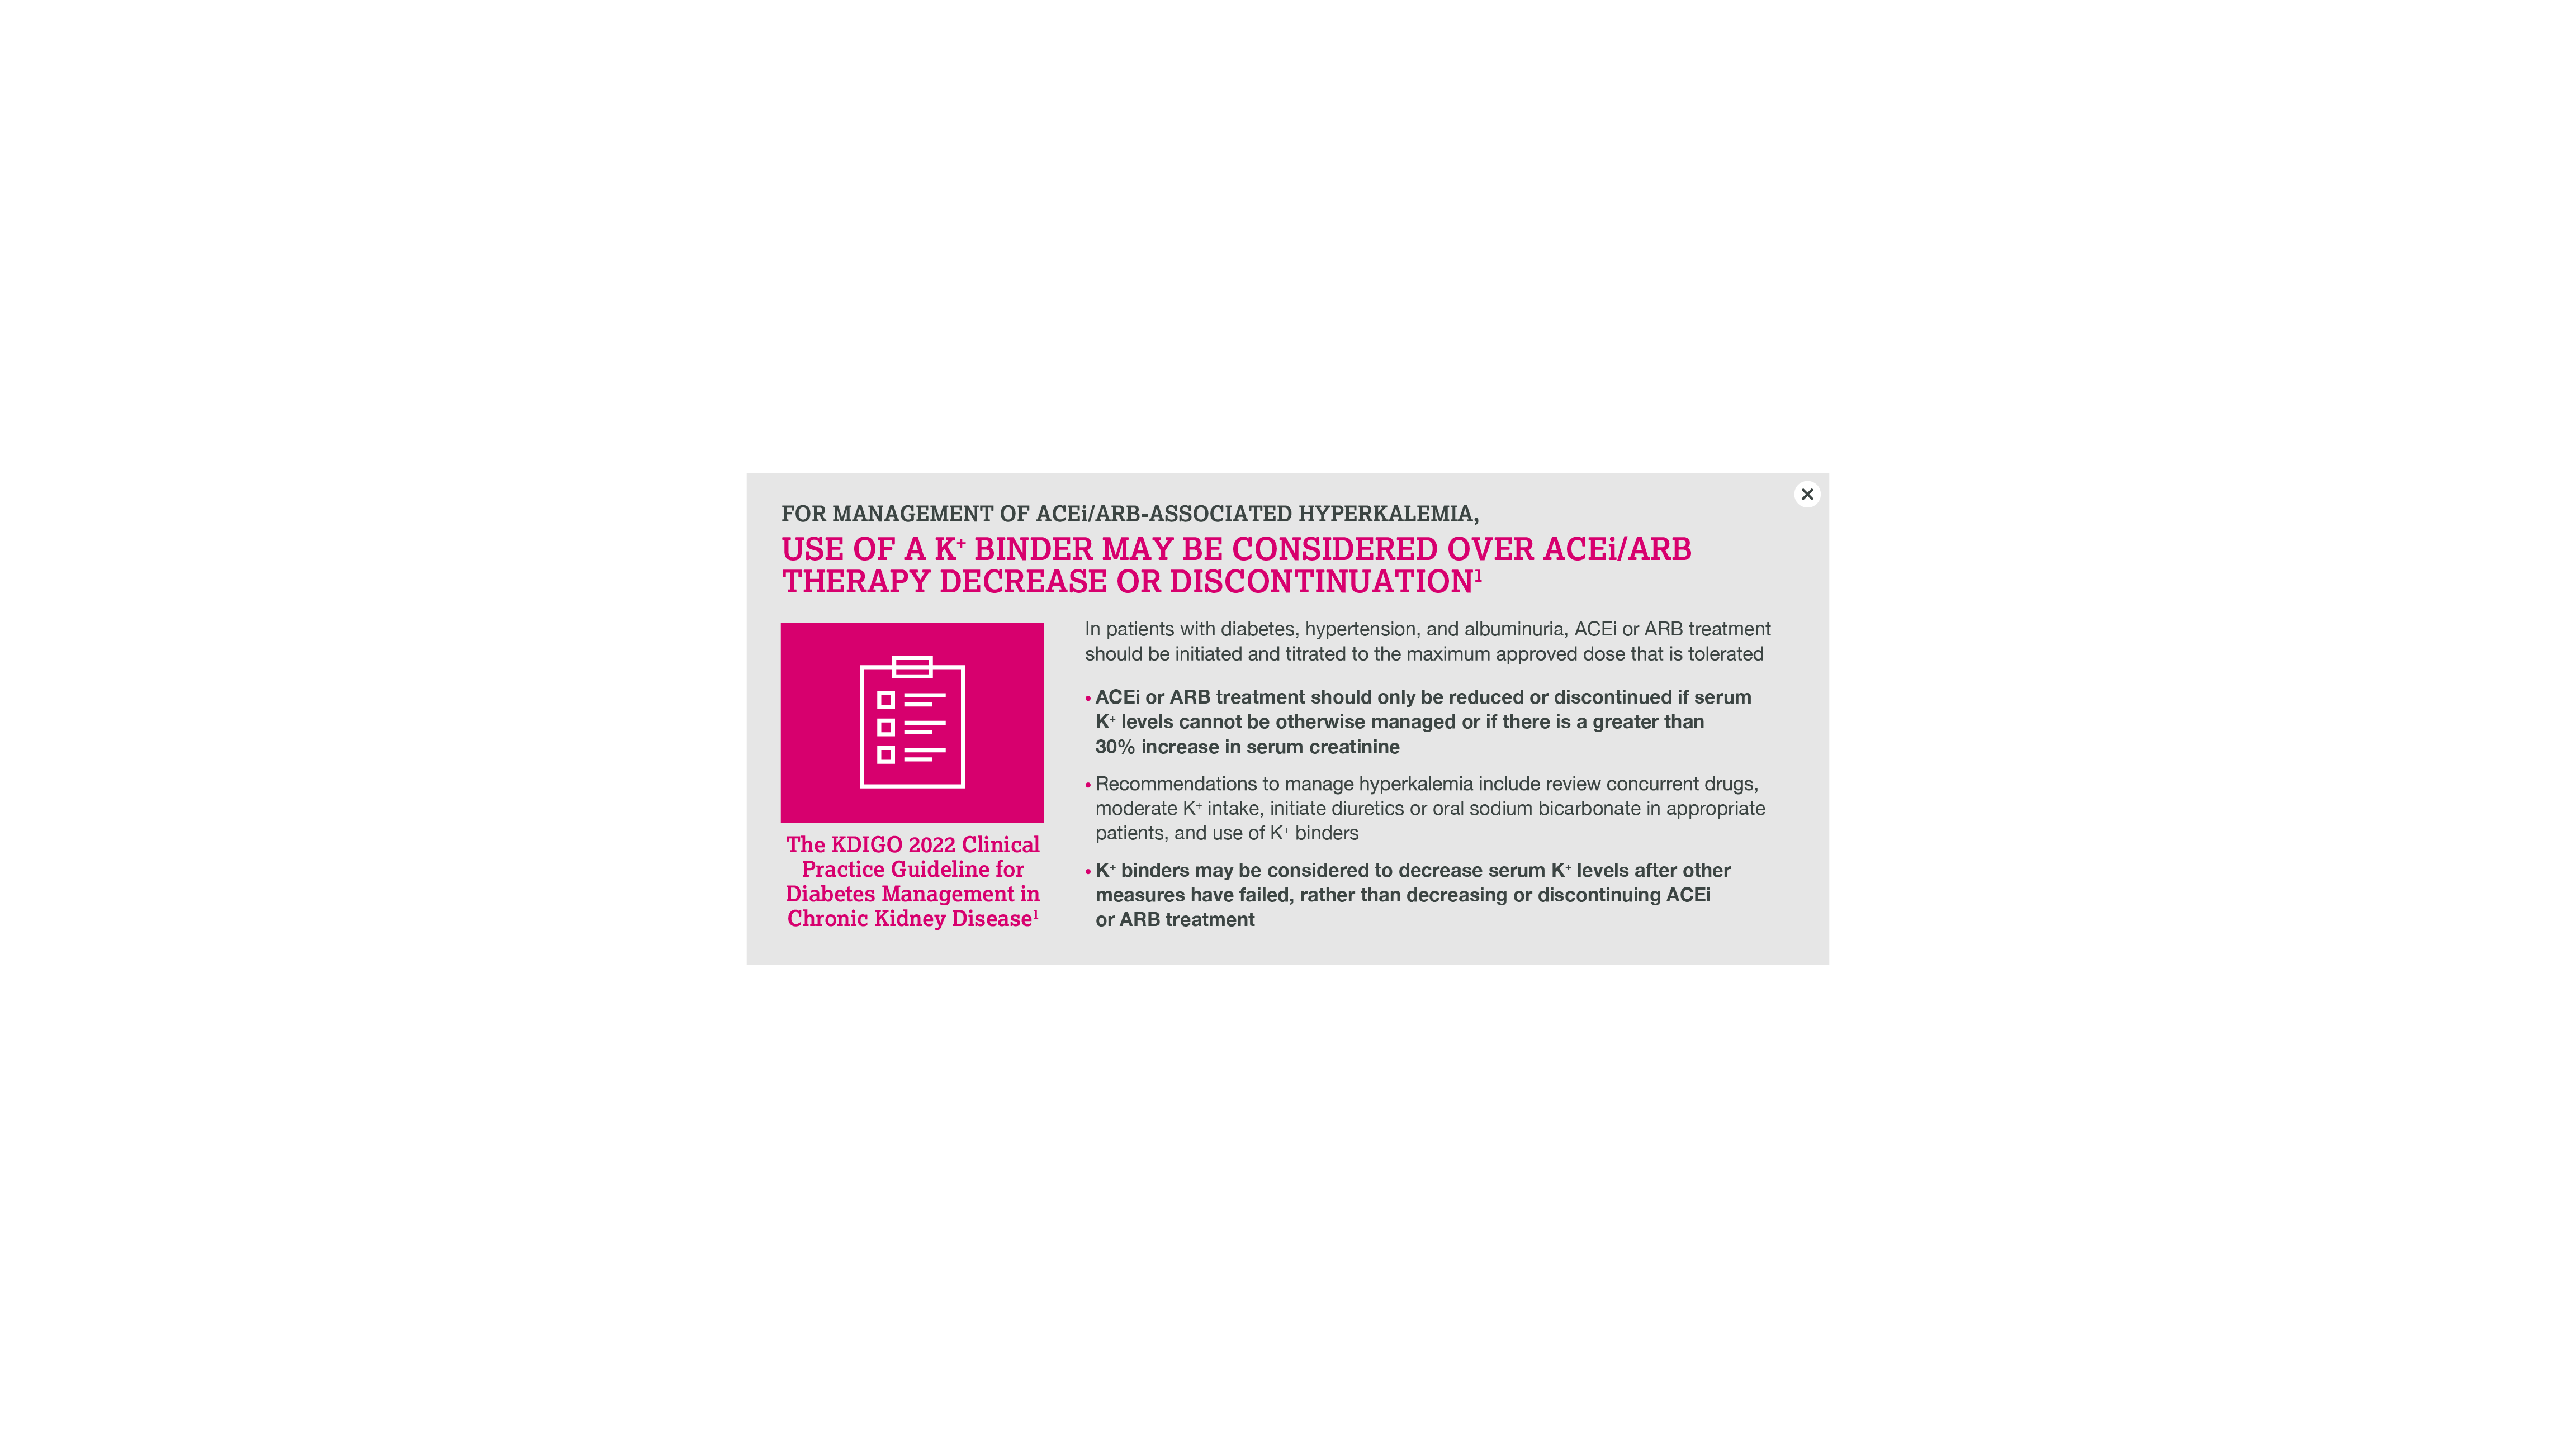 FOR MANAGEMENT OF ACEi/ARB-ASSOCIATED HYPERKALEMIA,
USE OF A K⁺ BINDER MAY BE CONSIDERED OVER ACEi/ARB
THERAPY DECREASE OR DISCONTINUATION¹
The KDIGO 2022 Clinical
Practice Guideline for
Diabetes Management in
Chronic Kidney Disease¹
In patients with diabetes, hypertension, and albuminuria, ACEi or ARB treatment
should be initiated and titrated to the maximum approved dose that is tolerated
• ACEi or ARB treatment should only be reduced or discontinued if serum
K⁺ levels cannot be otherwise managed or if there is a greater than
30% increase in serum creatinine
• Recommendations to manage hyperkalemia include review concurrent drugs,
moderate K⁺ intake, initiate diuretics or oral sodium bicarbonate in appropriate
patients, and use of K⁺ binders
• K⁺ binders may be considered to decrease serum K⁺ levels after other
measures have failed, rather than decreasing or discontinuing ACEi
or ARB treatment